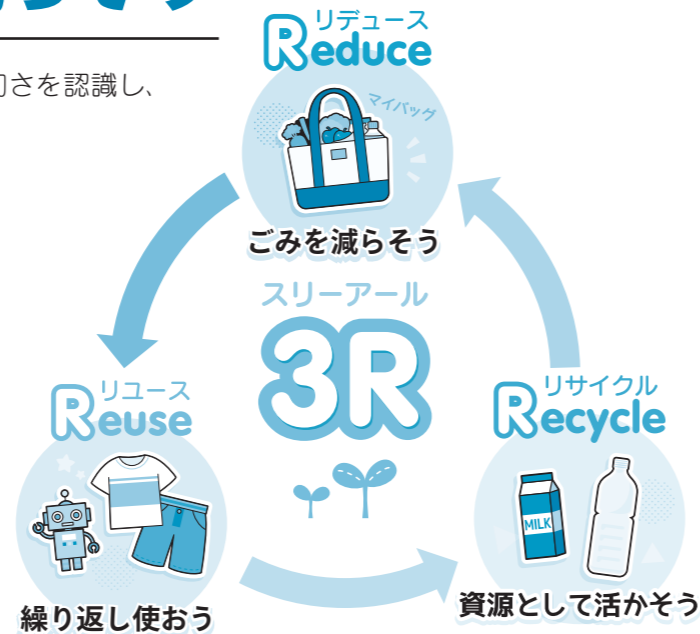 さを認識し、
リデュース
Reduce
マイバッグ
ごみを減らそう
スリーアール
3R
リユース
Reuse
繰り返し使おう
リサイクル
Recycle
MILK
資源として活かそう